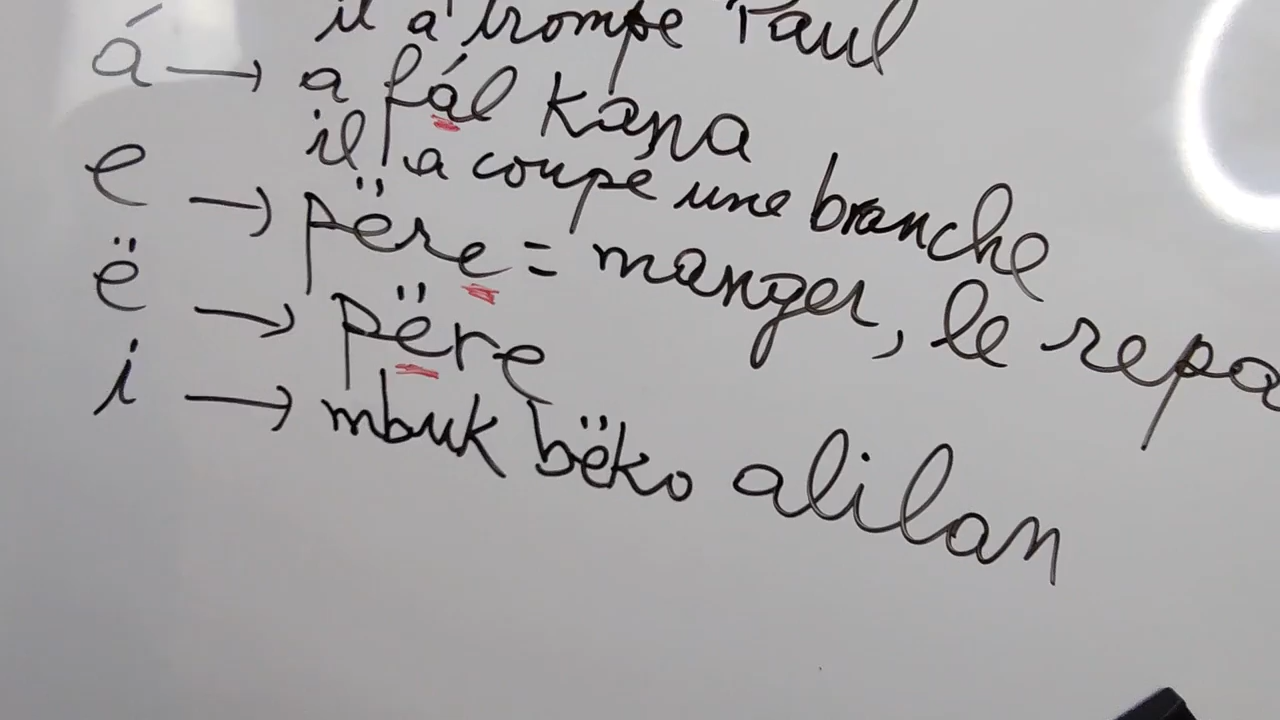 il a trompé Paul
á → a fál kana
il a coupé une branche
e → përe = manger, le repa
ë → përe
i → mbuk bëko alilan